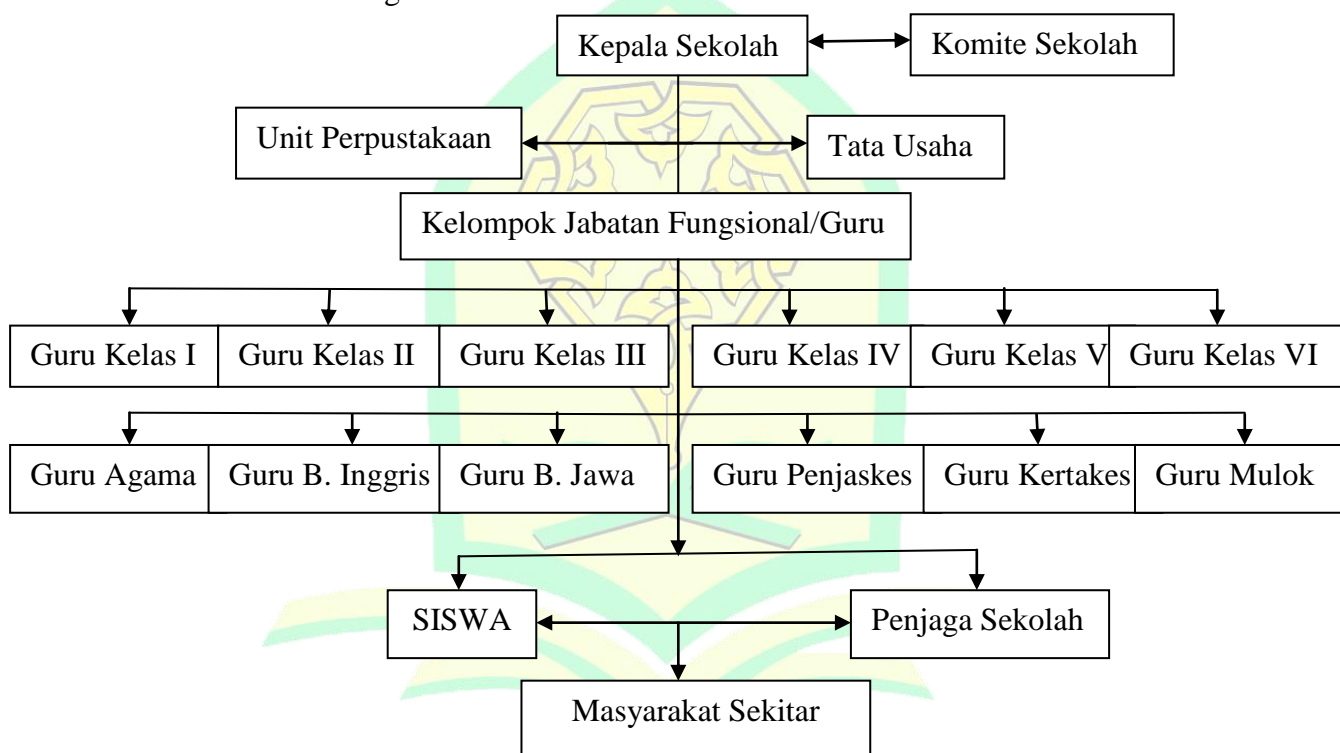 Kepala Sekolah
Komite Sekolah
Unit Perpustakaan
Tata Usaha
Kelompok Jabatan Fungsional/Guru
Guru Kelas I
Guru Kelas II
Guru Kelas III
Guru Kelas IV
Guru Kelas V
Guru Kelas VI
Guru Agama
Guru B. Inggris
Guru B. Jawa
Guru Penjaskes
Guru Kertakes
Guru Mulok
SISWA
Penjaga Sekolah
Masyarakat Sekitar